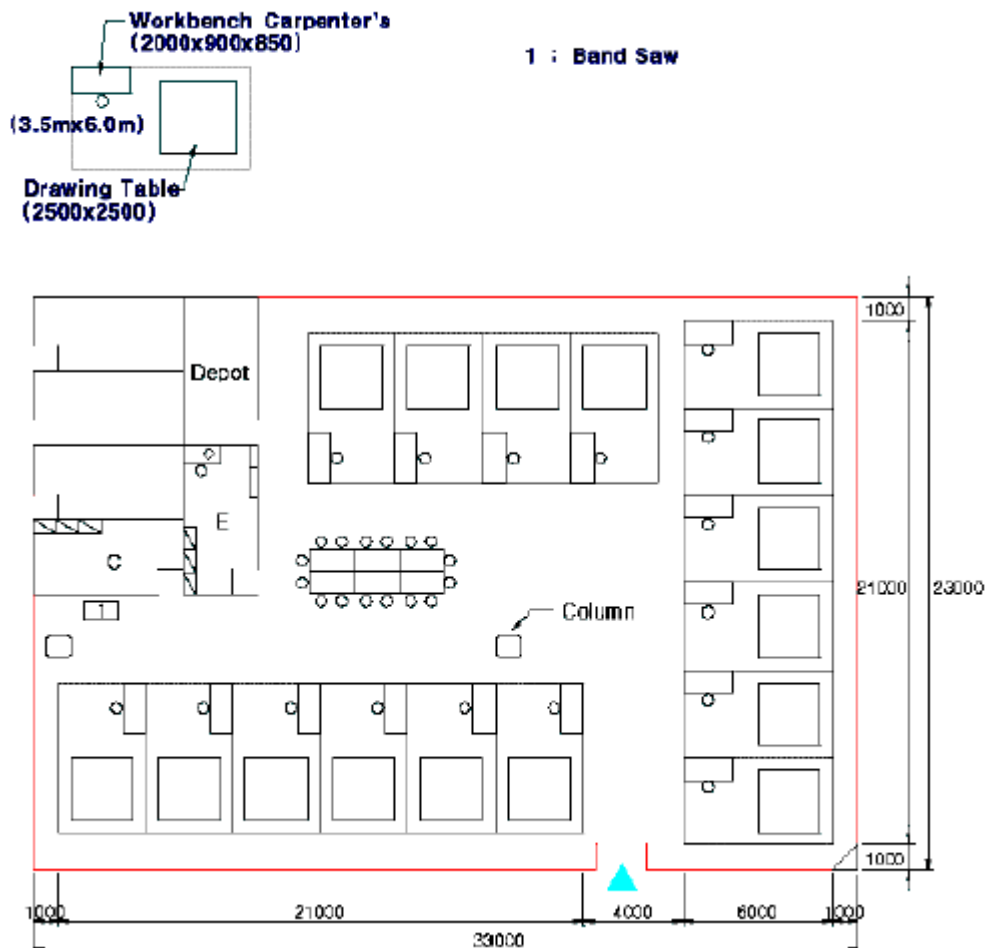 Workbench Carpenter's
(2000x900x850)
1 : Band Saw
(3.5mx6.0m)
Drawing Table
(2500x2500)
1000
Depot
E
C
1
Column
21000
23000
1000
1000
21000
4000
6000
1000
33000